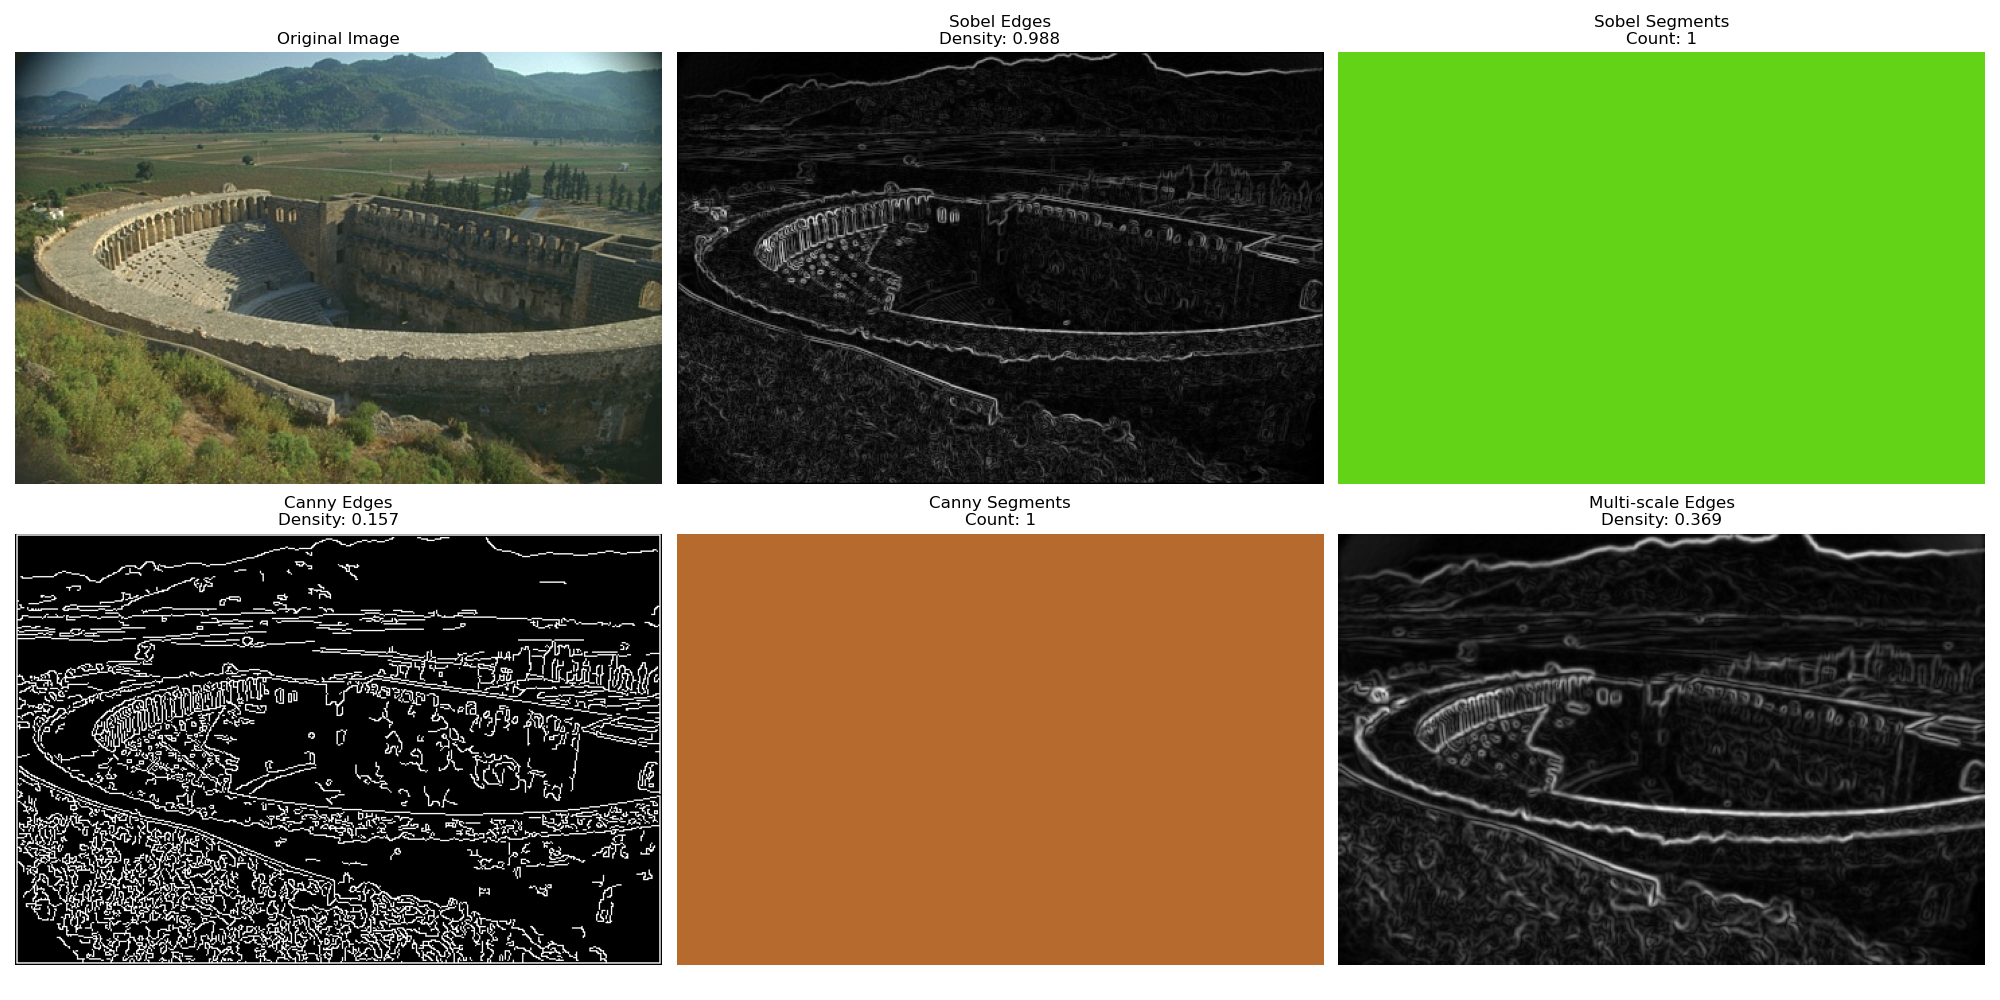 Original Image
Sobel Edges
Density: 0.988
Sobel Segments
Count: 1
Canny Edges
Density: 0.157
Canny Segments
Count: 1
Multi-scale Edges
Density: 0.369